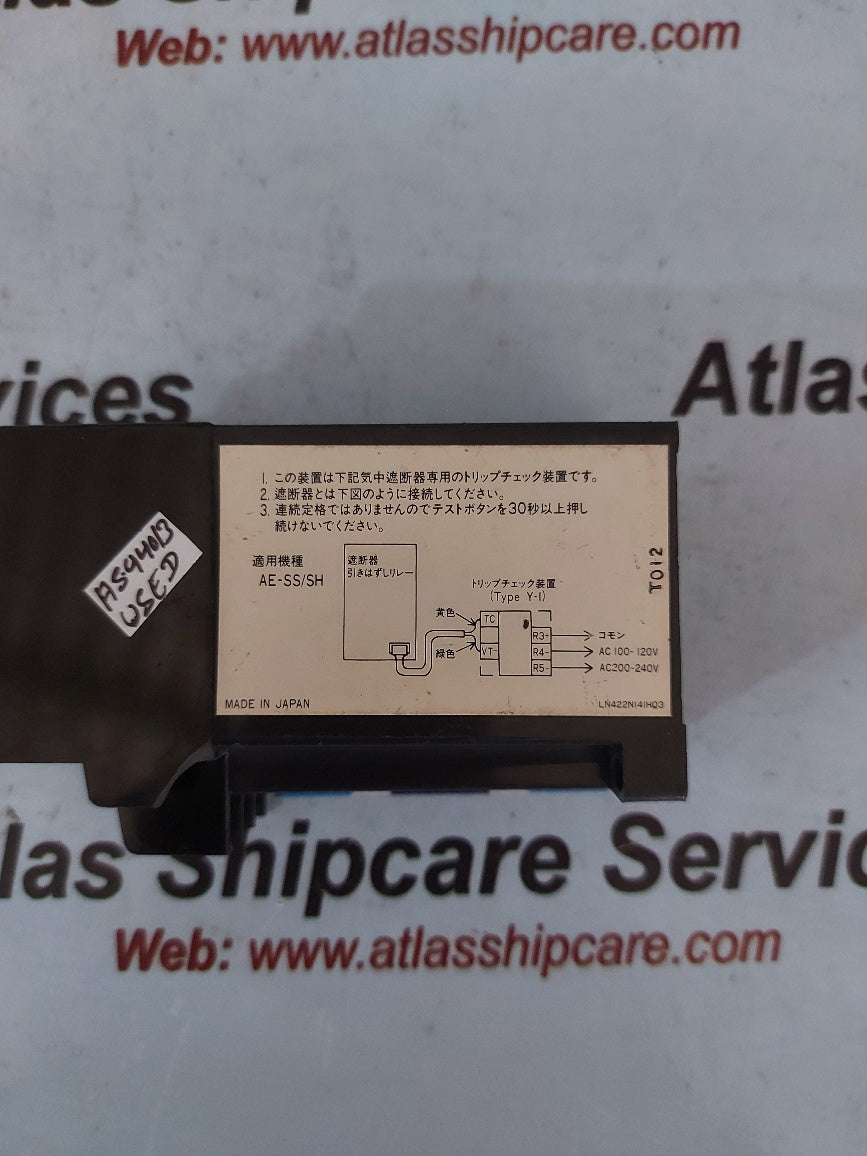 las Ship
Web: www.atlasshipcare.com
vices
Atlas
1. この装置は下記気中遮断器専用のトリップチェック装置です。
2. 遮断器とは下図のように接続してください。
3. 連続定格ではありませんのでテストボタンを30秒以上押し
続けないでください。
適用機種
AE-SS/SH
遮断器
引きはずしリレー
トリップチェック装置
(Type Y-1)
黄色
緑色
TC
VT
R3
R4
R5
コモン
AC100-120V
AC200-240V
T012
MADE IN JAPAN
LN422N141H03
AS940B
USED
las Shipcare Servic
Web: www.atlasshipcare.com